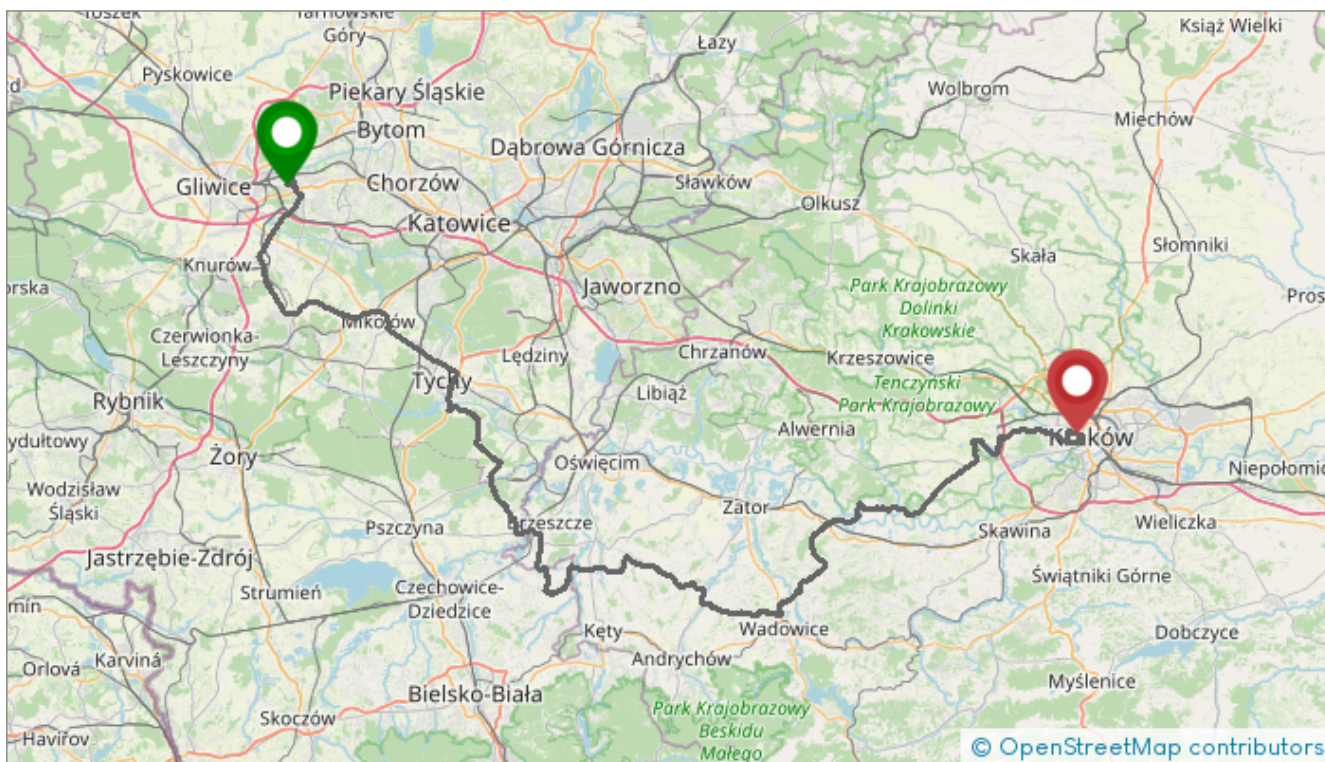 Toszek
Tarnowskie
Góry
Łazy
Książ Wielki
Pyskowice
Piekary Śląskie
Wolbrom
Miechów
Bytom
Dąbrowa Górnicza
Gliwice
Chorzów
Sławków
Olkusz
Katowice
Słomniki
Skała
Knurów
Jaworzno
Park Krajobrazowy
Dolinki
Krakowskie
Mikołów
Czerwionka-
Leszczyny
Lędziny
Chrzanów
Krzeszowice
Tychy
Libiąż
Tenczyński
Park Krajobrazowy
Rybnik
Alwernia
Kraków
Żory
Oświęcim
Niepołomic
Wodzisław
Śląski
Zator
Pszczyna
Brzeszcze
Skawina
Wieliczka
Jastrzębie-Zdrój
Strumień
Czechowice-
Dziedzice
Świątniki Górne
Kęty
Wadowice
Dobczyce
Orlová
Karviná
Andrychów
Bielsko-Biała
Myślenice
Skoczów
Park Krajobrazowy
Beskidu
Małego
Havířov
© OpenStreetMap contributors